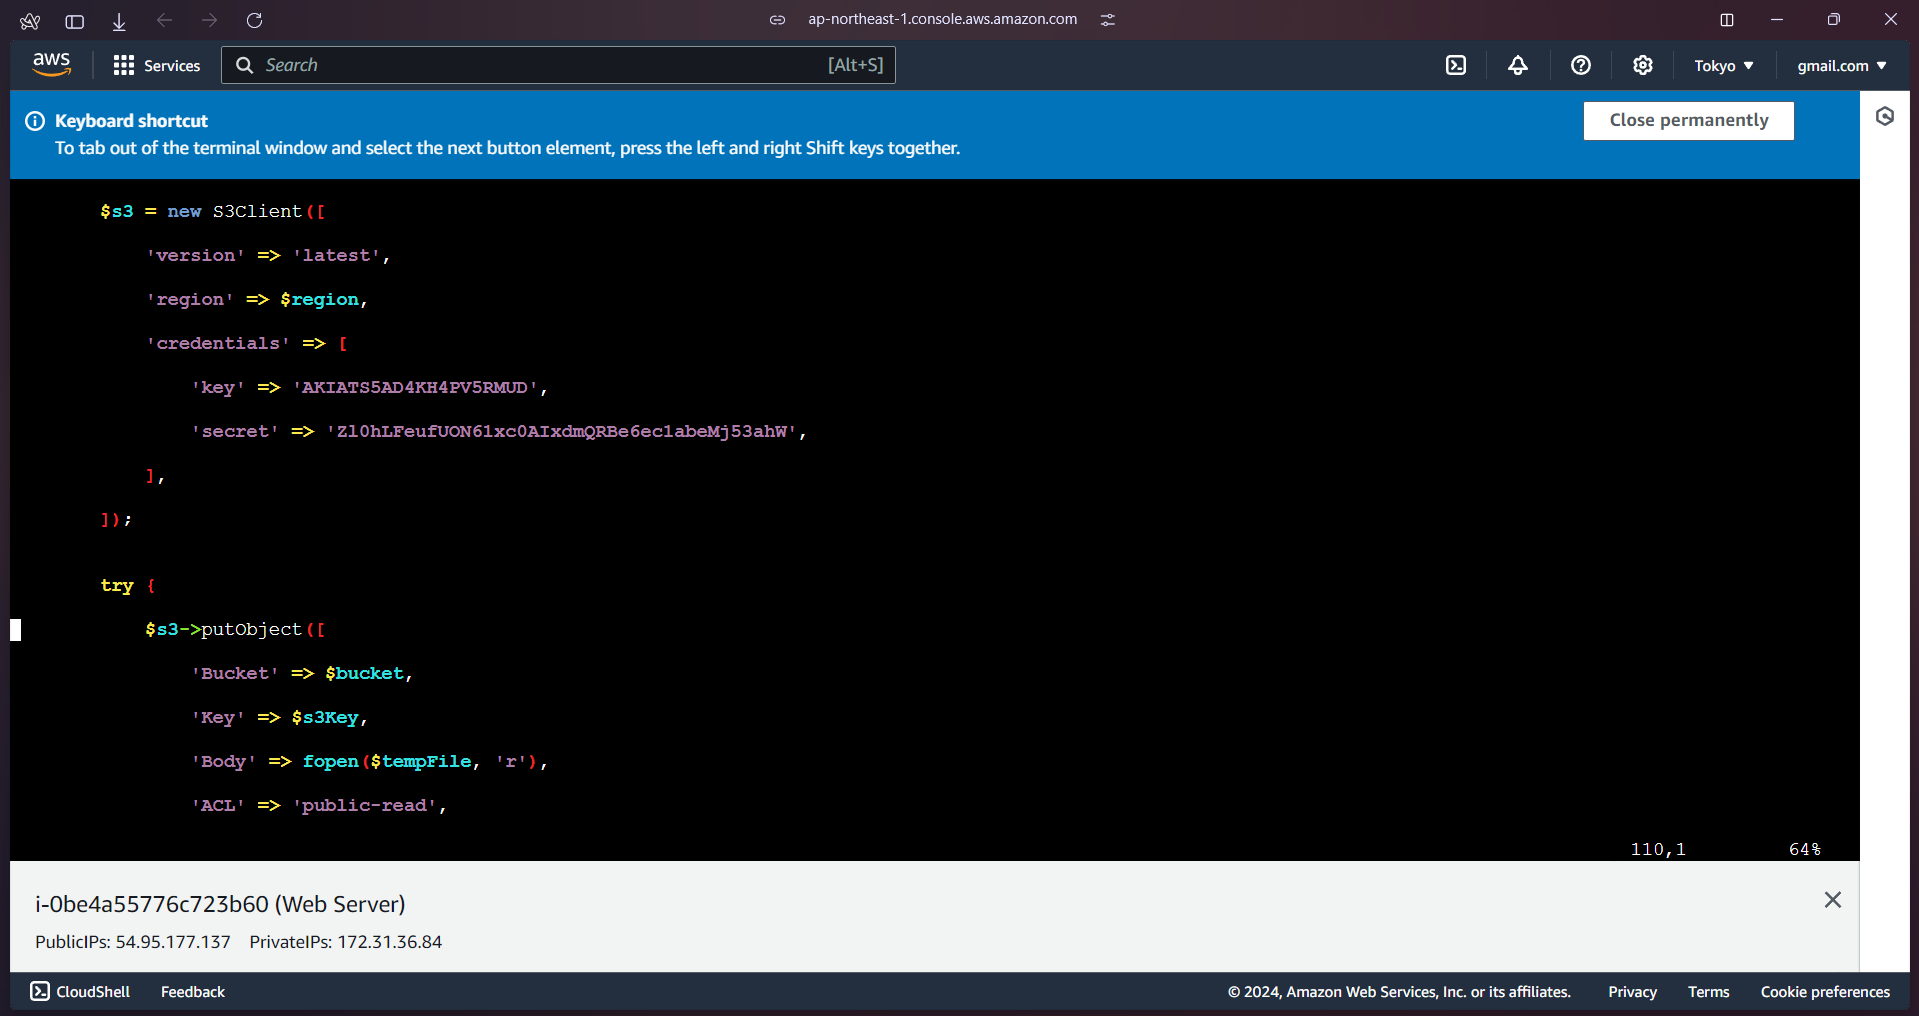 ap-northeast-1.console.aws.amazon.com
aws
Services
Search
[Alt+S]
Tokyo
gmail.com
Keyboard shortcut
To tab out of the terminal window and select the next button element, press the left and right Shift keys together.
Close permanently
$s3 = new S3Client([
'version' => 'latest',
'region' => $region,
'credentials' => [
'key' => 'AKIATS5AD4KH4PV5RMUD',
'secret' =>
],
]);
try {
$s3->putObject([
'Bucket' => $bucket,
'Key' => $s3Key,
'Body' => fopen($tempFile, 'r'),
'ACL' => 'public-read',
110,1 64%
i-0be4a55776c723b60 (Web Server)
PublicIPs: 54.95.177.137 PrivateIPs: 172.31.36.84
CloudShell Feedback
© 2024, Amazon Web Services, Inc. or its affiliates. Privacy Terms Cookie preferences